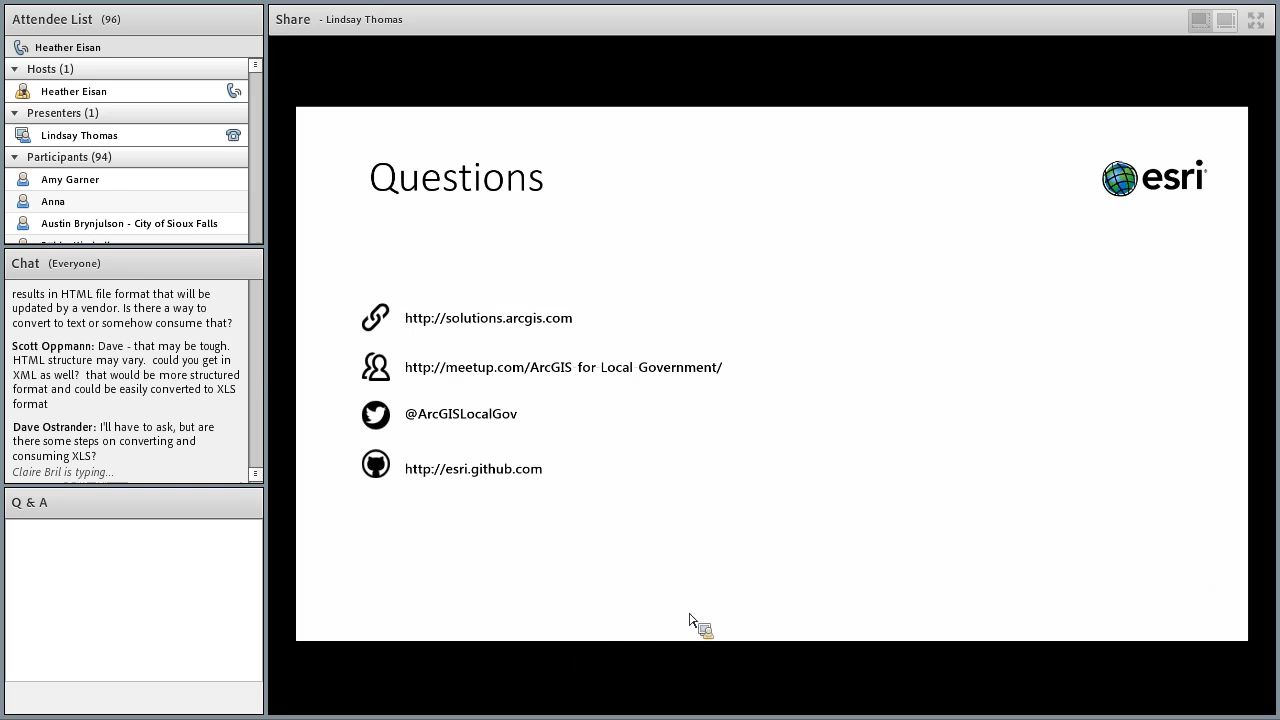 Attendee List (96)
Heather Eisan
Hosts (1)
Heather Eisan
Presenters (1)
Lindsay Thomas
Participants (94)
Amy Garner
Anna
Austin Brynjulson - City of Sioux Falls
Chat (Everyone)
results in HTML file format that will be
updated by a vendor. Is there a way to
convert to text or somehow consume that?
Scott Oppmann: Dave - that may be tough.
HTML structure may vary. could you get in
XML as well? that would be more structured
format and could be easily converted to XLS
format
Dave Ostrander: I'll have to ask, but are
there some steps on converting and
consuming XLS?
Claire Bril is typing...
Q & A
Share - Lindsay Thomas
Questions
esri
http://solutions.arcgis.com
http://meetup.com/ArcGIS-for-Local-Government/
@ArcGISLocalGov
http://esri.github.com